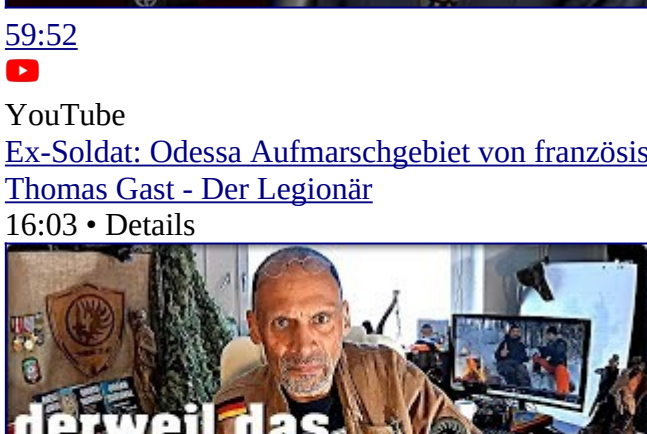 59:52
YouTube
Ex-Soldat: Odessa Aufmarschgebiet von französis
Thomas Gast - Der Legionär
16:03 • Details
derweil das